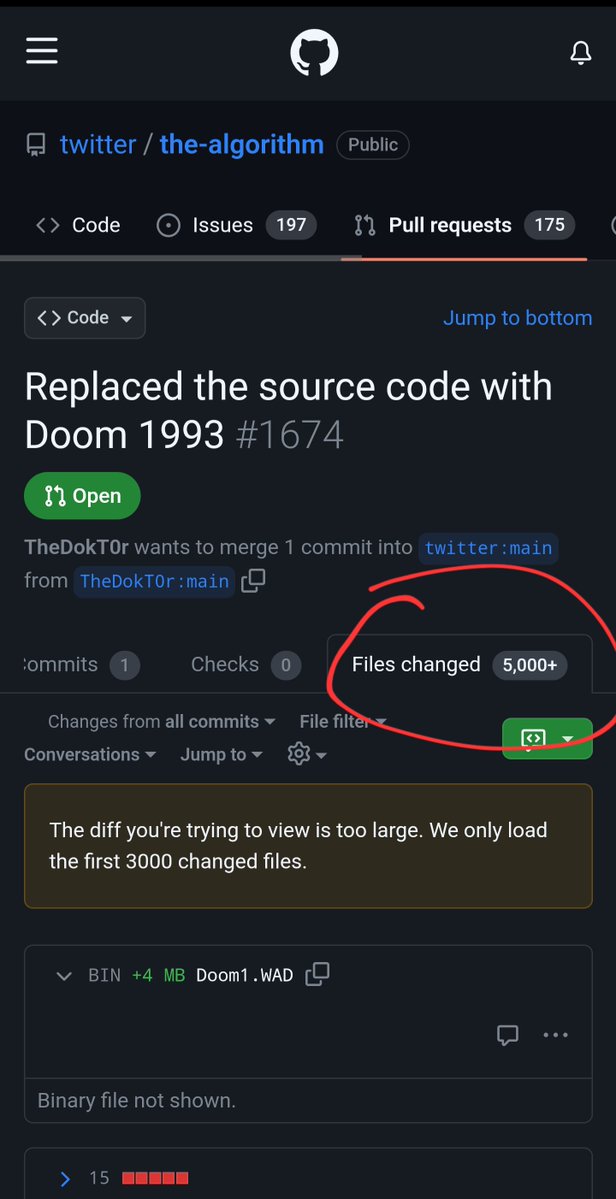 twitter / the-algorithm Public
Code Issues 197 Pull requests 175
Code Jump to bottom
Replaced the source code with
Doom 1993 #1674
Open
TheDokT0r wants to merge 1 commit into twitter:main
from TheDokT0r:main
ommits 1 Checks 0 Files changed 5,000+
Changes from all commits File filter
Conversations Jump to
The diff you're trying to view is too large. We only load
the first 3000 changed files.
BIN +4 MB Doom1.WAD
Binary file not shown.
15